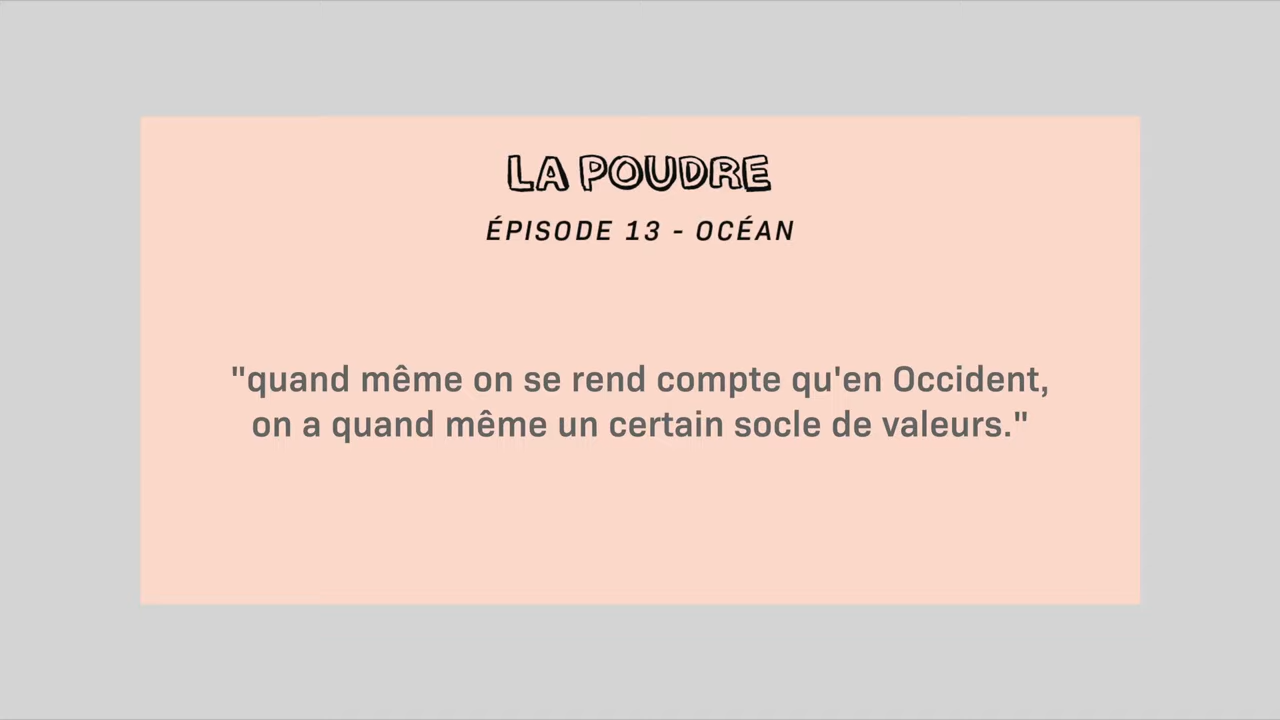 LA POUDRE
ÉPISODE 13 - OCÉAN
"quand même on se rend compte qu'en Occident,
on a quand même un certain socle de valeurs."